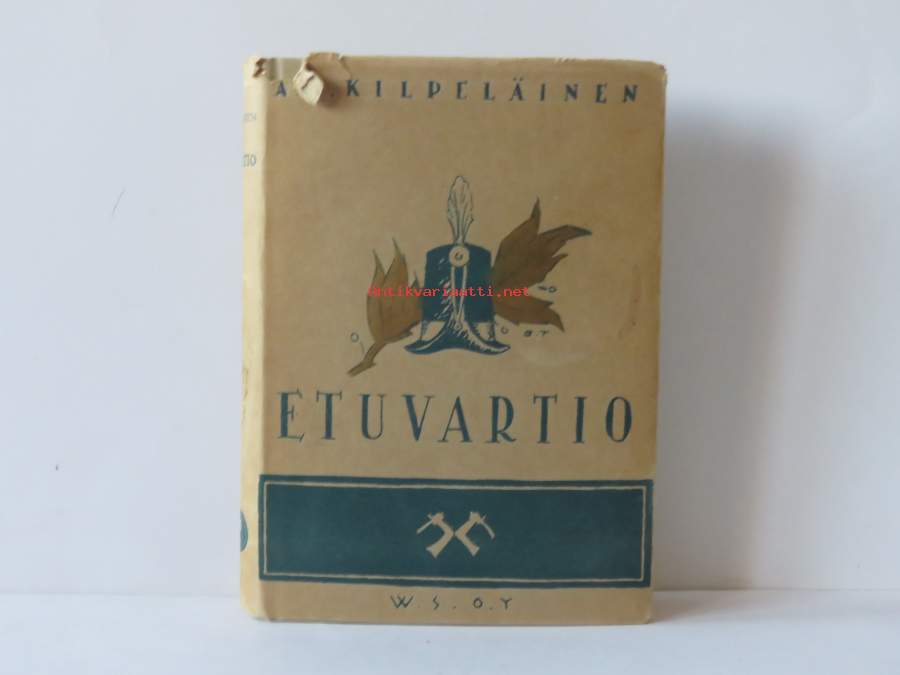 KILPELÄINEN
antikvariaatti.net
B.T
ETUVARTIO
W.S.O.Y